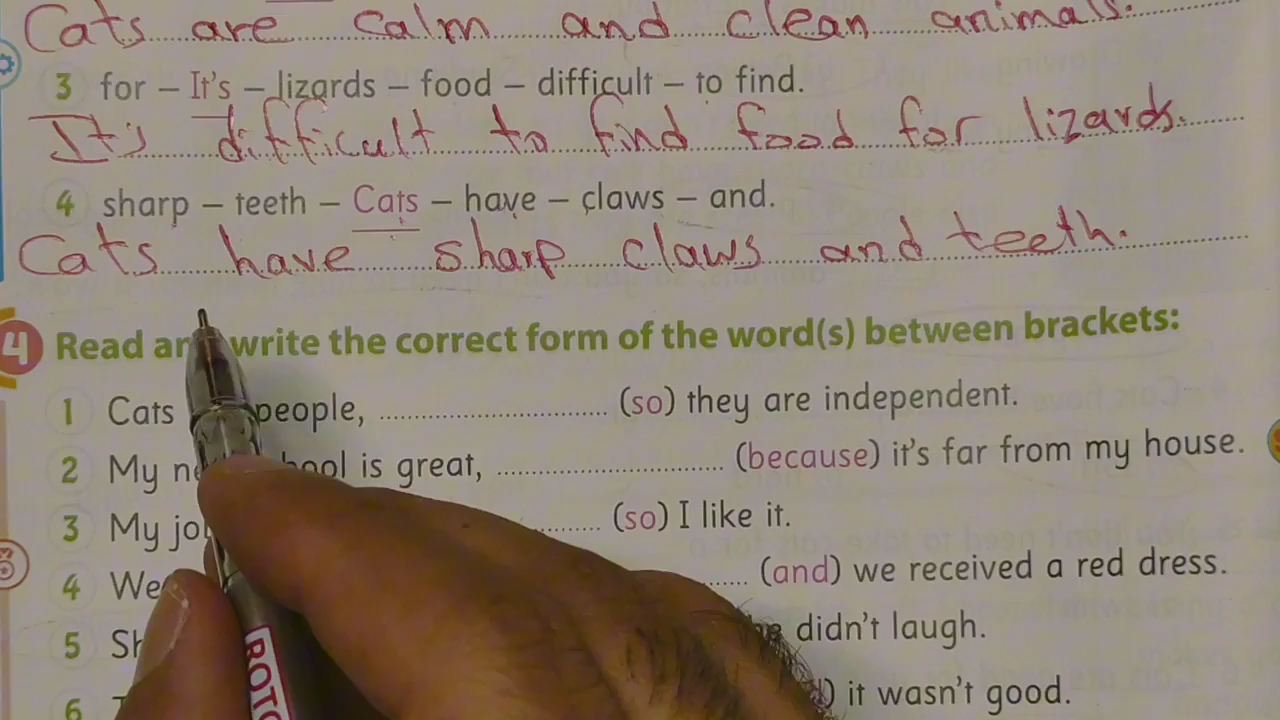 Cats are calm and clean animals.
3 for – It's – lizards – food – difficult – to find.
It's difficult to find food for lizards.
4 sharp – teeth – Cats – have – claws – and.
Cats have sharp claws and teeth.
4 Read write the correct form of the word(s) between brackets:
1 Cats people, .......................... (so) they are independent.
2 My is great, .......................... (because) it's far from my house.
3 My .......... (so) I like it.
4 We ...... (and) we received a red dress.
5 didn't laugh.
6 it wasn't good.
ROTO